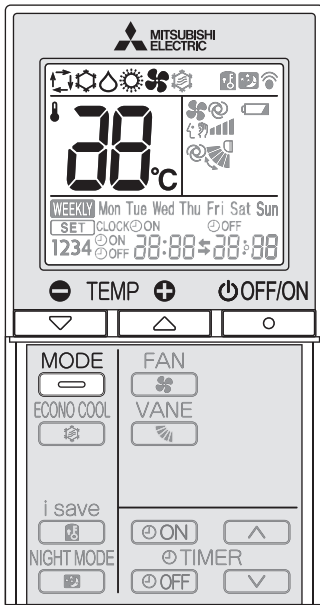 MITSUBISHI
ELECTRIC
88°C
WEEKLY Mon Tue Wed Thu Fri Sat Sun
SET CLOCK ON OFF
1234 ON OFF 88:88 88:88
TEMP OFF/ON
MODE FAN
ECONO COOL VANE
i save
ON
NIGHT MODE TIMER
OFF